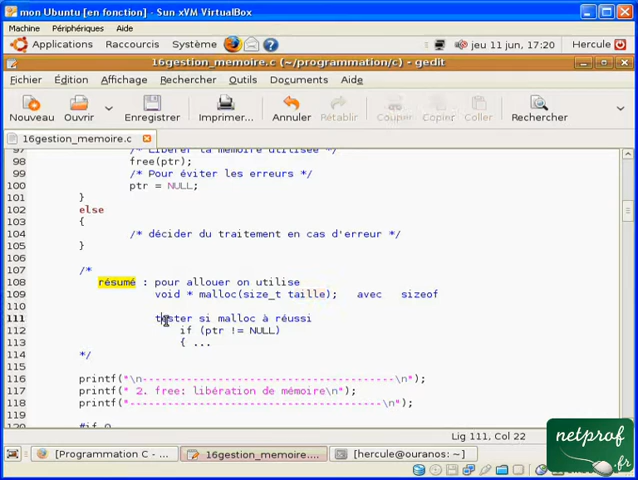 mon Ubuntu [en fonction] - Sun xVM VirtualBox
Machine Périphériques Aide
Applications Raccourcis Système jeu 11 jun, 17:20 Hercule
16gestion_memoire.c (~/programmation/c) - gedit
Fichier Édition Affichage Rechercher Outils Documents Aide
Nouveau Ouvrir Enregistrer Imprimer... Annuler Rétablir Couper Copier Coller Rechercher
16gestion_memoire.c
97 /* Libérer la mémoire utilisée */
98 free(ptr);
99 /* Pour éviter les erreurs */
100 ptr = NULL;
101 }
102 else
103 {
104 /* décider du traitement en cas d'erreur */
105 }
106
107 /*
108 résumé : pour allouer on utilise
109 void * malloc(size_t taille); avec sizeof
110
111 tester si malloc à réussi
112 if (ptr != NULL)
113 { ...
114 */
115
116 printf("\n----------------------------------------\n");
117 printf(" 2. free: libération de mémoire\n");
118 printf("----------------------------------------\n");
119
120 #if 0
Lig 111, Col 22
[Programmation C - ... 16gestion_memoire.... [hercule@ouranos: ~]
netprof
.fr